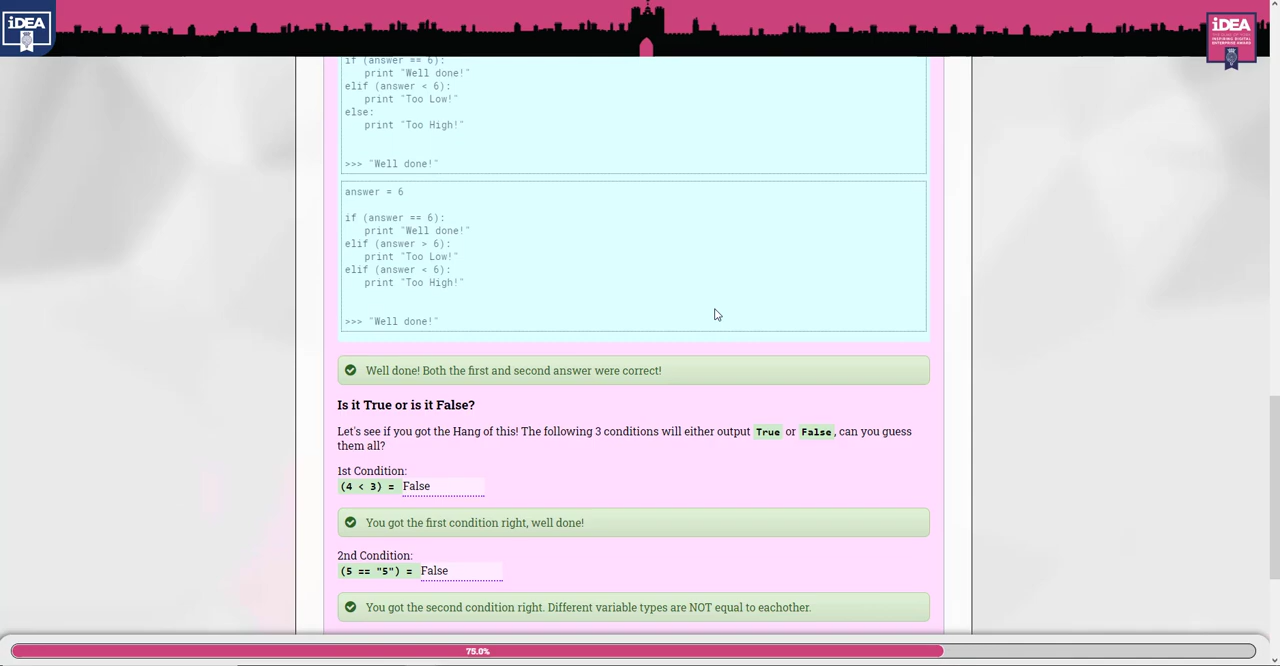 iDEA
iDEA
INSPIRING DIGITAL
ENTERPRISE AWARD
if (answer == 6):
print "Well done!"
elif (answer < 6):
print "Too Low!"
else:
print "Too High!"
>>> "Well done!"
answer = 6
if (answer == 6):
print "Well done!"
elif (answer > 6):
print "Too Low!"
elif (answer < 6):
print "Too High!"
>>> "Well done!"
Well done! Both the first and second answer were correct!
Is it True or is it False?
Let's see if you got the Hang of this! The following 3 conditions will either output True or False, can you guess
them all?
1st Condition:
(4 < 3) = False
You got the first condition right, well done!
2nd Condition:
(5 == "5") = False
You got the second condition right. Different variable types are NOT equal to eachother.
75.0%